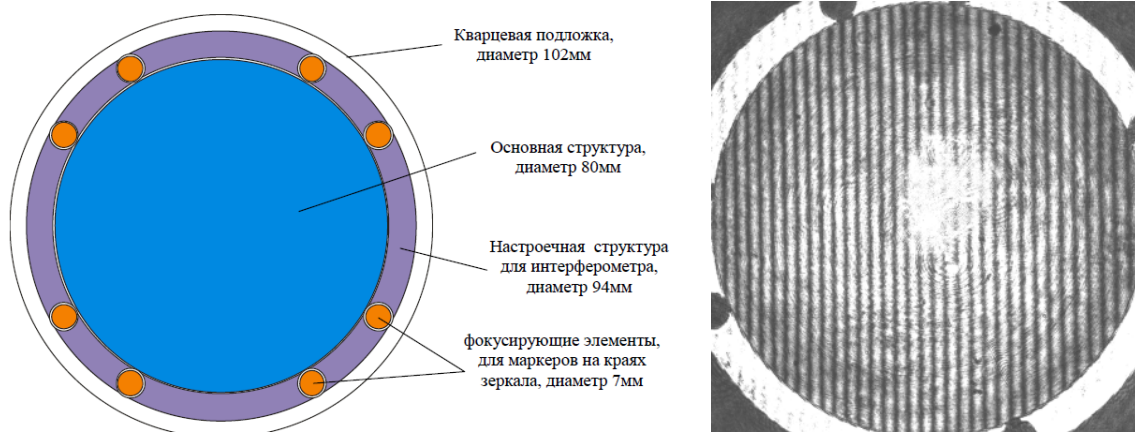 Кварцевая подложка,
диаметр 102мм
Основная структура,
диаметр 80мм
Настроечная структура
для интерферометра,
диаметр 94мм
фокусирующие элементы,
для маркеров на краях
зеркала, диаметр 7мм